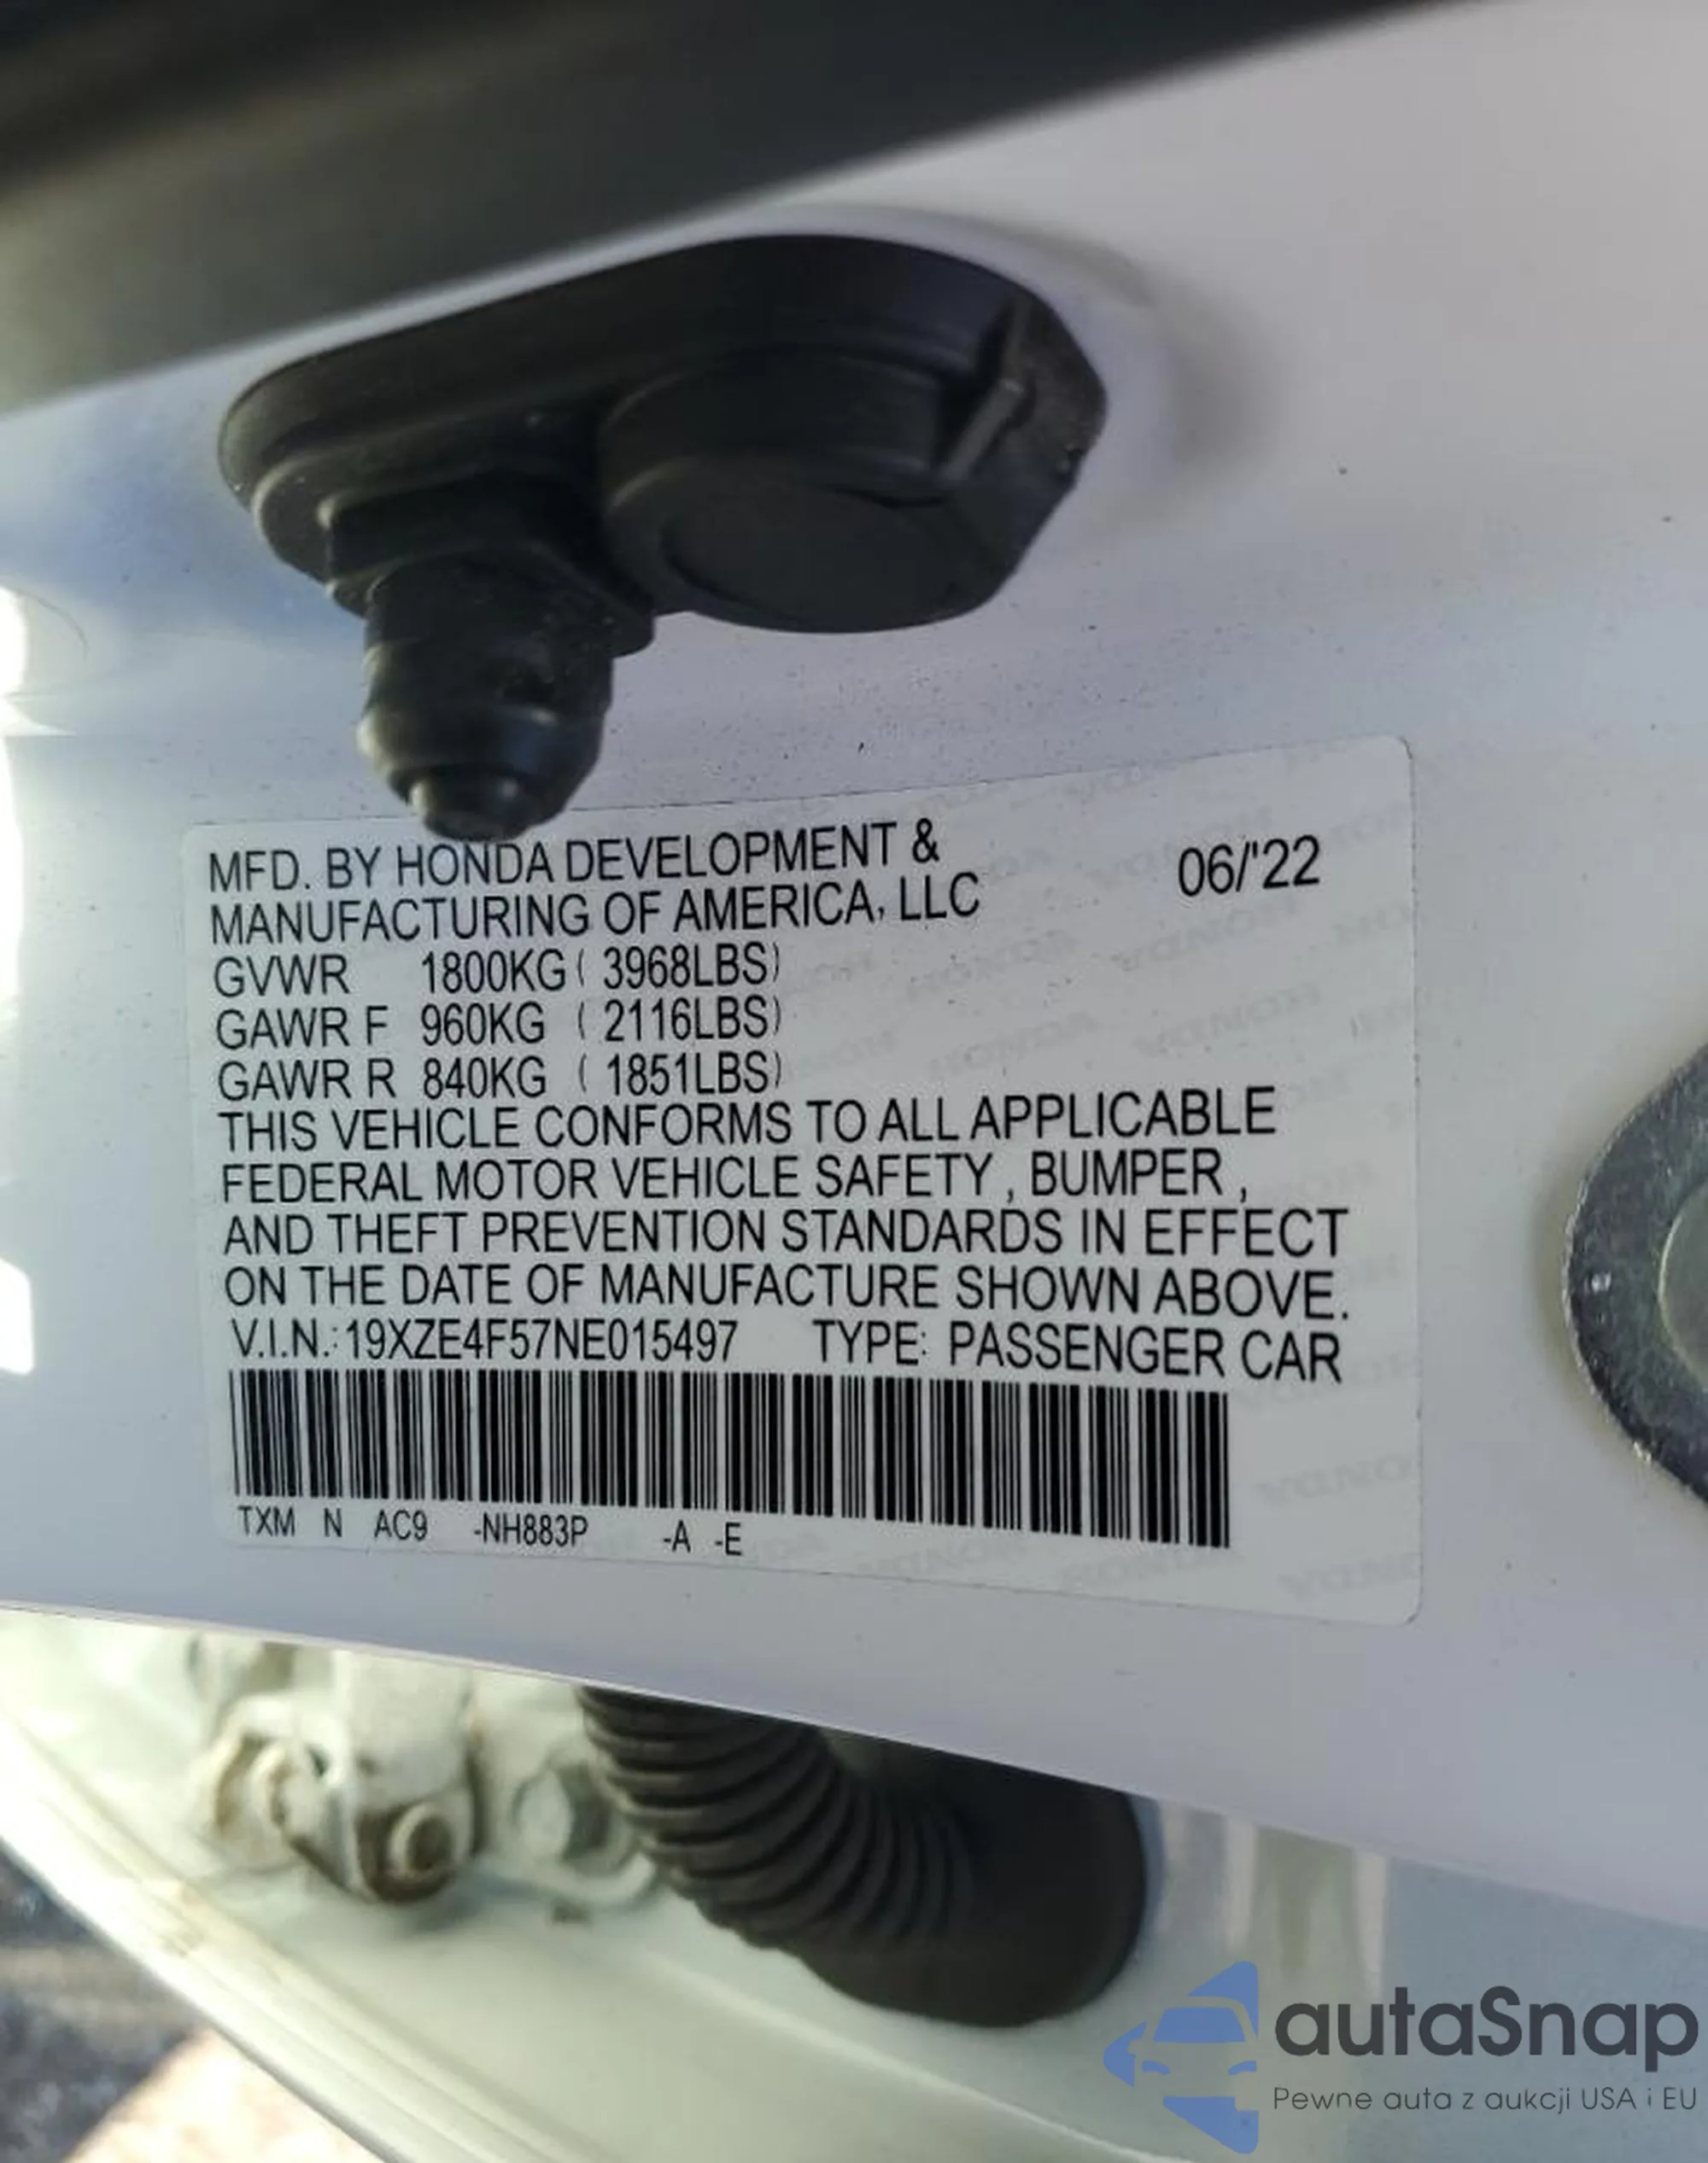 MFD. BY HONDA DEVELOPMENT &
MANUFACTURING OF AMERICA, LLC
06/'22
GVWR 1800KG ( 3968LBS)
GAWR F 960KG ( 2116LBS)
GAWR R 840KG ( 1851LBS)
THIS VEHICLE CONFORMS TO ALL APPLICABLE
FEDERAL MOTOR VEHICLE SAFETY , BUMPER ,
AND THEFT PREVENTION STANDARDS IN EFFECT
ON THE DATE OF MANUFACTURE SHOWN ABOVE.
V.I.N.: 19XZE4F57NE015497 TYPE: PASSENGER CAR
TXM N AC9 -NH883P -A -E
autaSnap
Pewne auta z aukcji USA i EU